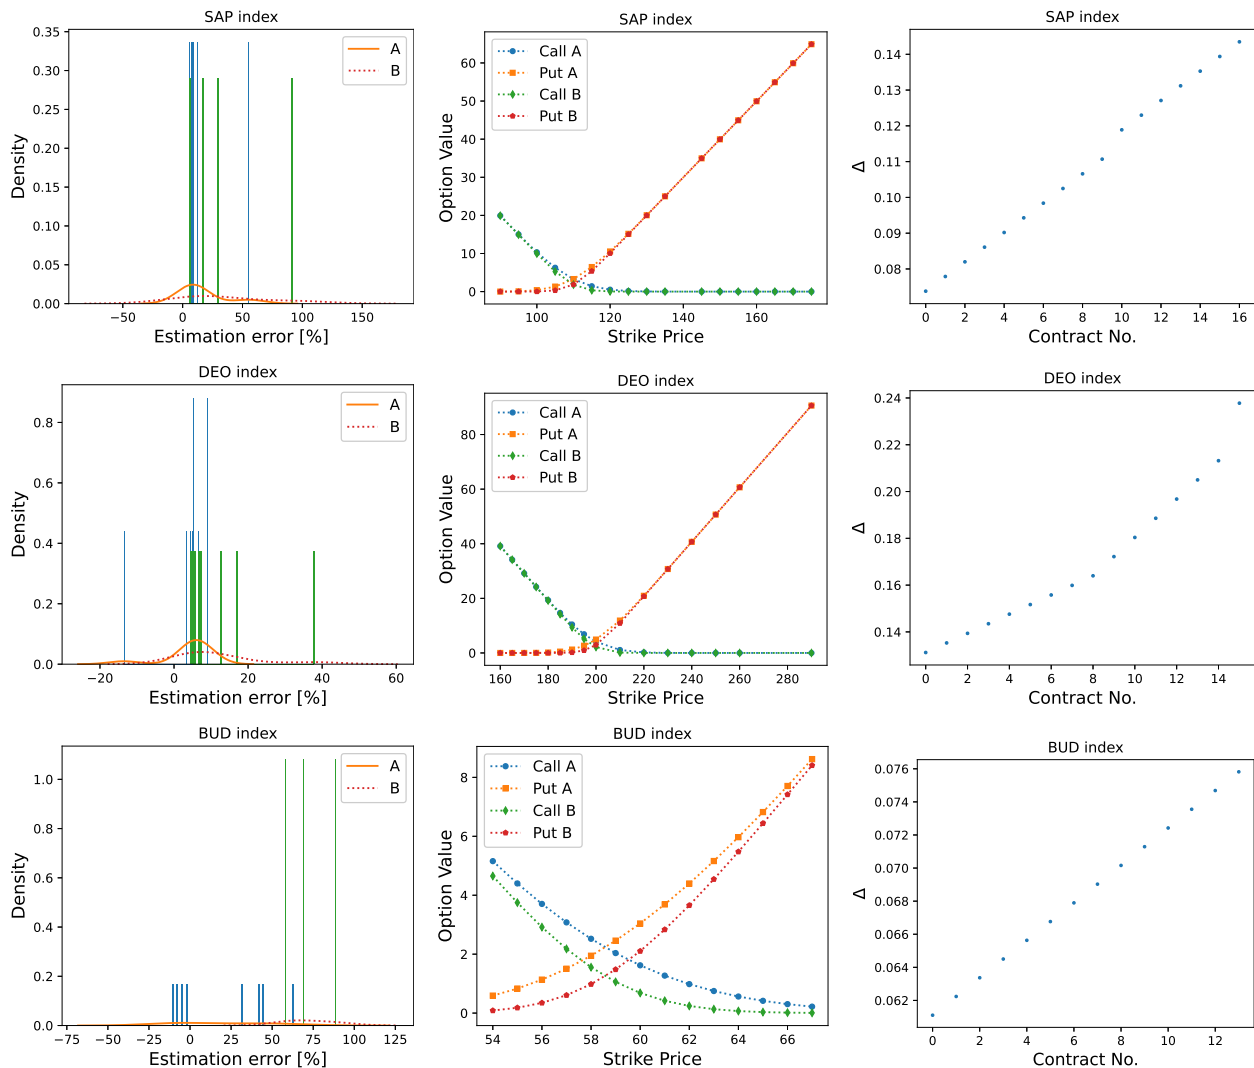 SAP index
0.35
0.30
0.25
0.20
0.15
0.10
0.05
0.00
Density
A
B
−50 0 50 100 150
Estimation error [%]
SAP index
60
50
40
30
20
10
0
Option Value
Call A
Put A
Call B
Put B
100 120 140 160
Strike Price
SAP index
0.14
0.13
0.12
0.11
0.10
0.09
0.08
Δ
0 2 4 6 8 10 12 14 16
Contract No.
DEO index
0.8
0.6
0.4
0.2
0.0
Density
A
B
−20 0 20 40 60
Estimation error [%]
DEO index
80
60
40
20
0
Option Value
Call A
Put A
Call B
Put B
160 180 200 220 240 260 280
Strike Price
DEO index
0.24
0.22
0.20
0.18
0.16
0.14
Δ
0 2 4 6 8 10 12 14
Contract No.
BUD index
1.0
0.8
0.6
0.4
0.2
0.0
Density
A
B
−75 −50 −25 0 25 50 75 100 125
Estimation error [%]
BUD index
8
6
4
2
0
Option Value
Call A
Put A
Call B
Put B
54 56 58 60 62 64 66
Strike Price
BUD index
0.076
0.074
0.072
0.070
0.068
0.066
0.064
0.062
Δ
0 2 4 6 8 10 12
Contract No.